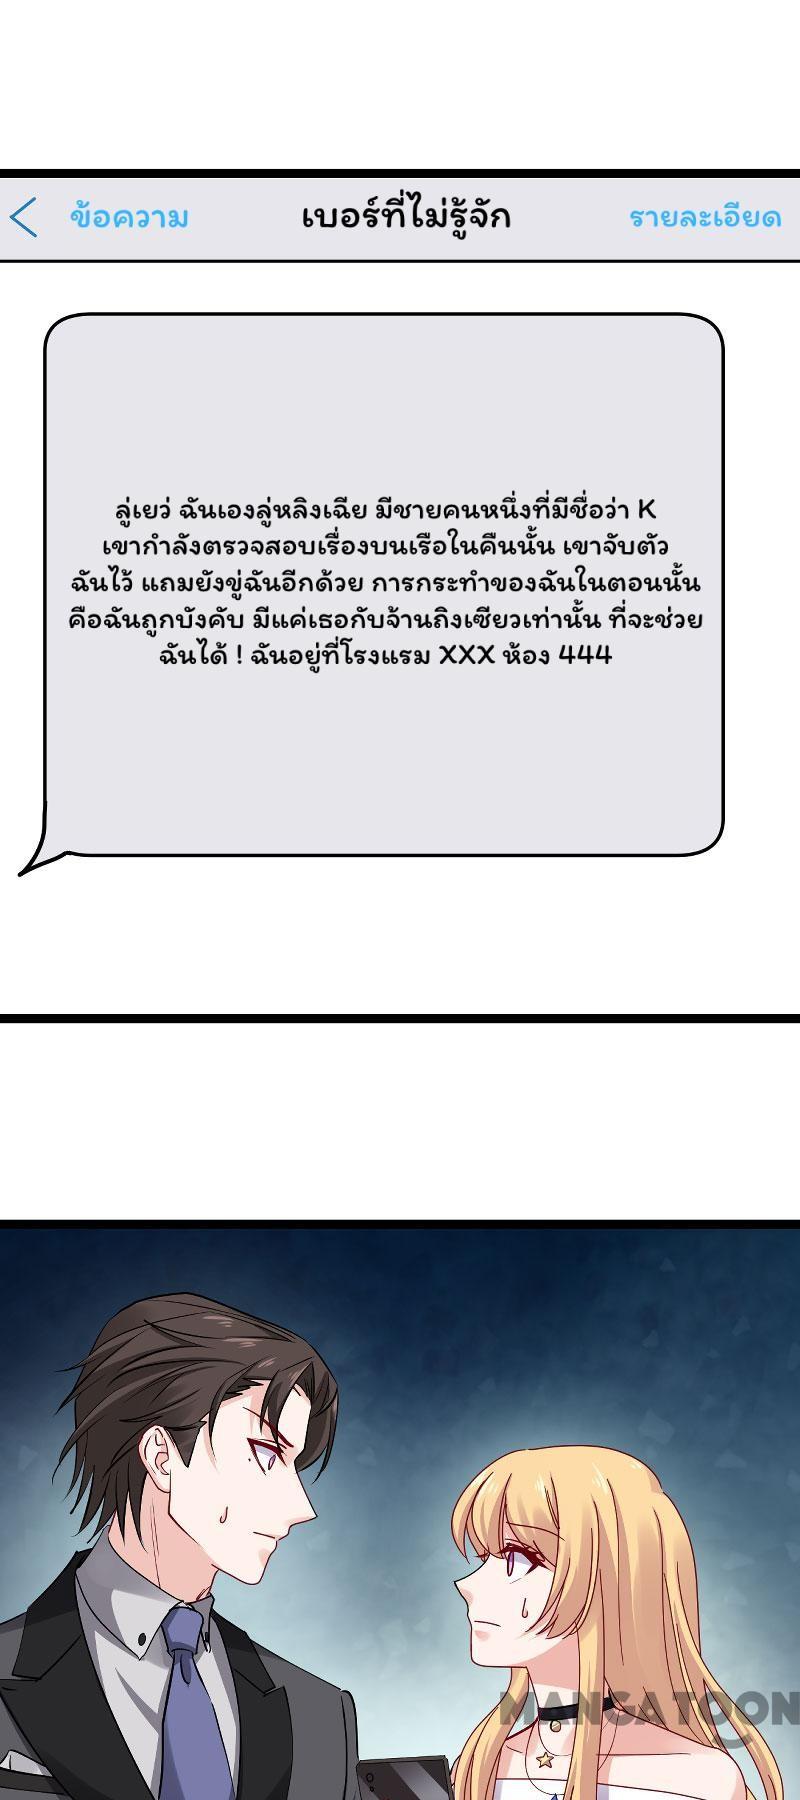 ข้อความ เบอร์ที่ไม่รู้จัก รายละเอียด
ลู่เยว่ ฉันเองลู่หลิงเฉีย มีชายคนหนึ่งที่มีชื่อว่า K
เขากำลังตรวจสอบเรื่องบนเรือในคืนนั้น เขาจับตัว
ฉันไว้ แถมยังขู่ฉันอีกด้วย การกระทำของฉันในตอนนั้น
คือฉันถูกบังคับ มีแค่เธอกับจ้านถิงเซียวเท่านั้น ที่จะช่วย
ฉันได้ ! ฉันอยู่ที่โรงแรม XXX ห้อง 444
MANGATOON